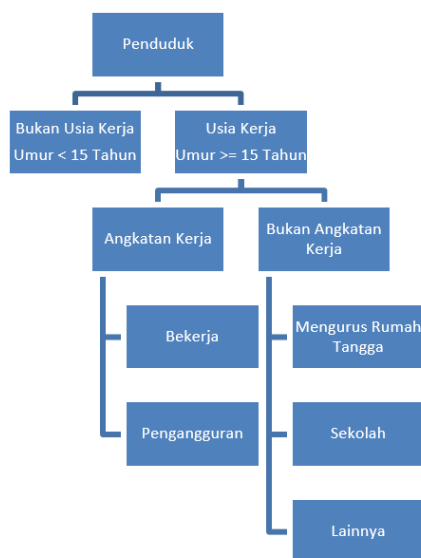 Penduduk
Bukan Usia Kerja
Umur < 15 Tahun
Usia Kerja
Umur >= 15 Tahun
Angkatan Kerja
Bukan Angkatan
Kerja
Bekerja
Mengurus Rumah
Tangga
Pengangguran
Sekolah
Lainnya